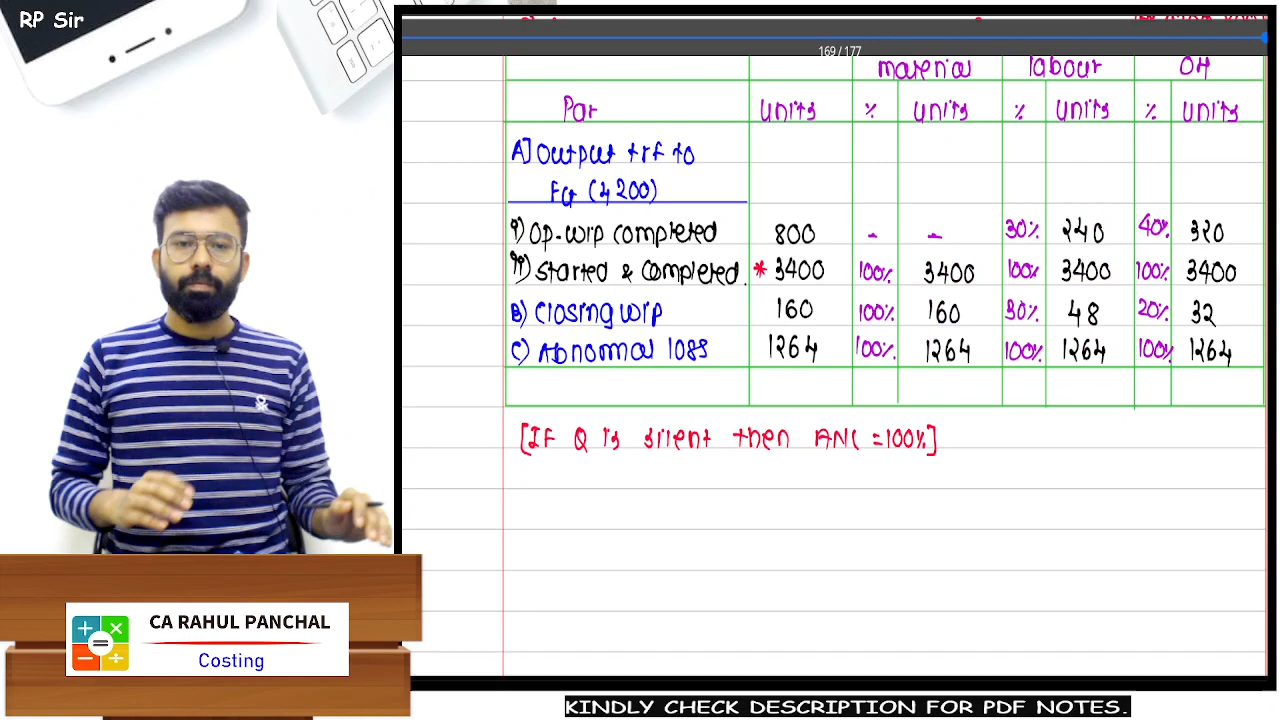 RP Sir
169 / 177
material labour OH
Par units % units % units % units
A] Output trf to
FG (4200)
i) OP-WIP completed 800 - - 30% 240 40% 320
ii) Started & Completed. * 3400 100% 3400 100% 3400 100% 3400
B) Closing WIP 160 100% 160 30% 48 20% 32
C) Abnormal loss 1264 100% 1264 100% 1264 100% 1264
[IF Q is silent then ANL =100%]
CA RAHUL PANCHAL
Costing
KINDLY CHECK DESCRIPTION FOR PDF NOTES.